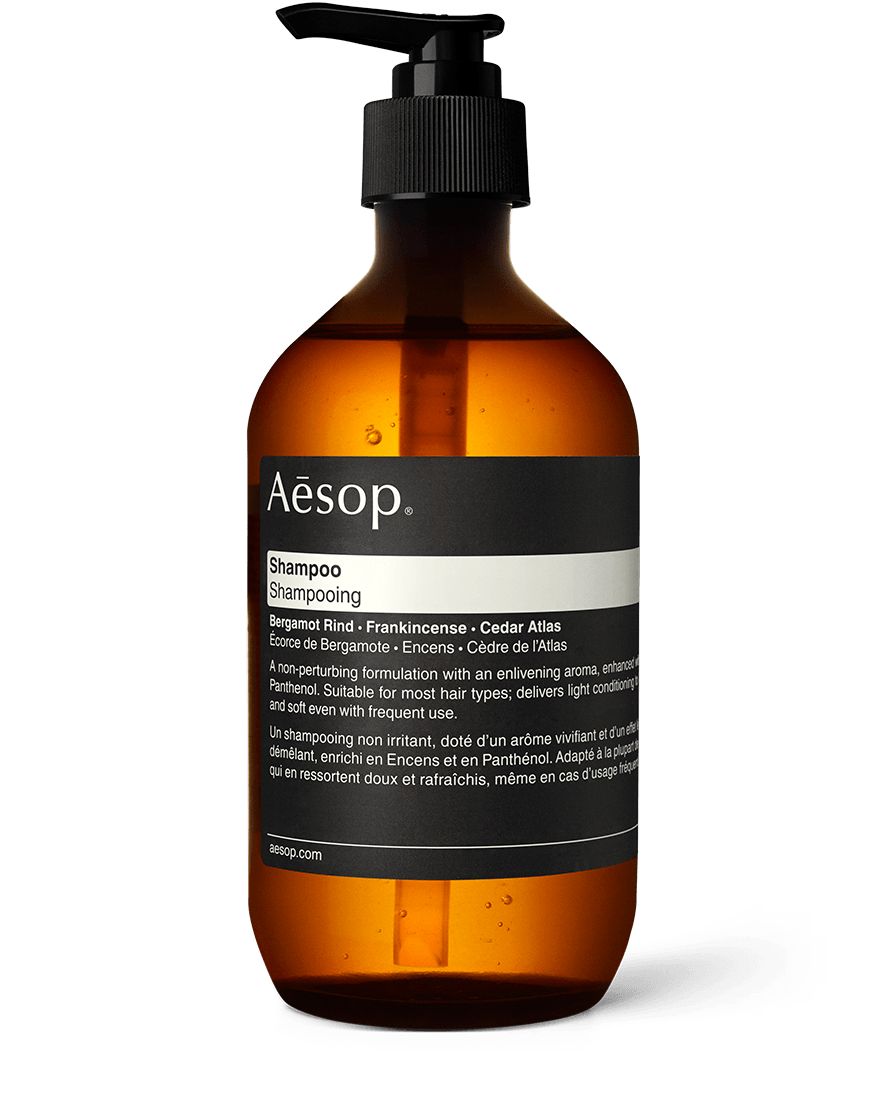 Aēsop®
Shampoo
Shampooing
Bergamot Rind • Frankincense • Cedar Atlas
Écorce de Bergamote • Encens • Cèdre de l'Atlas
A non-perturbing formulation with an enlivening aroma, enhanced
Panthenol. Suitable for most hair types; delivers light conditioning
and soft even with frequent use.
Un shampooing non irritant, doté d'un arôme vivifiant et d'un effet
démêlant, enrichi en Encens et en Panthénol. Adapté à la plupart
qui en ressortent doux et rafraîchis, même en cas d'usage
aesop.com